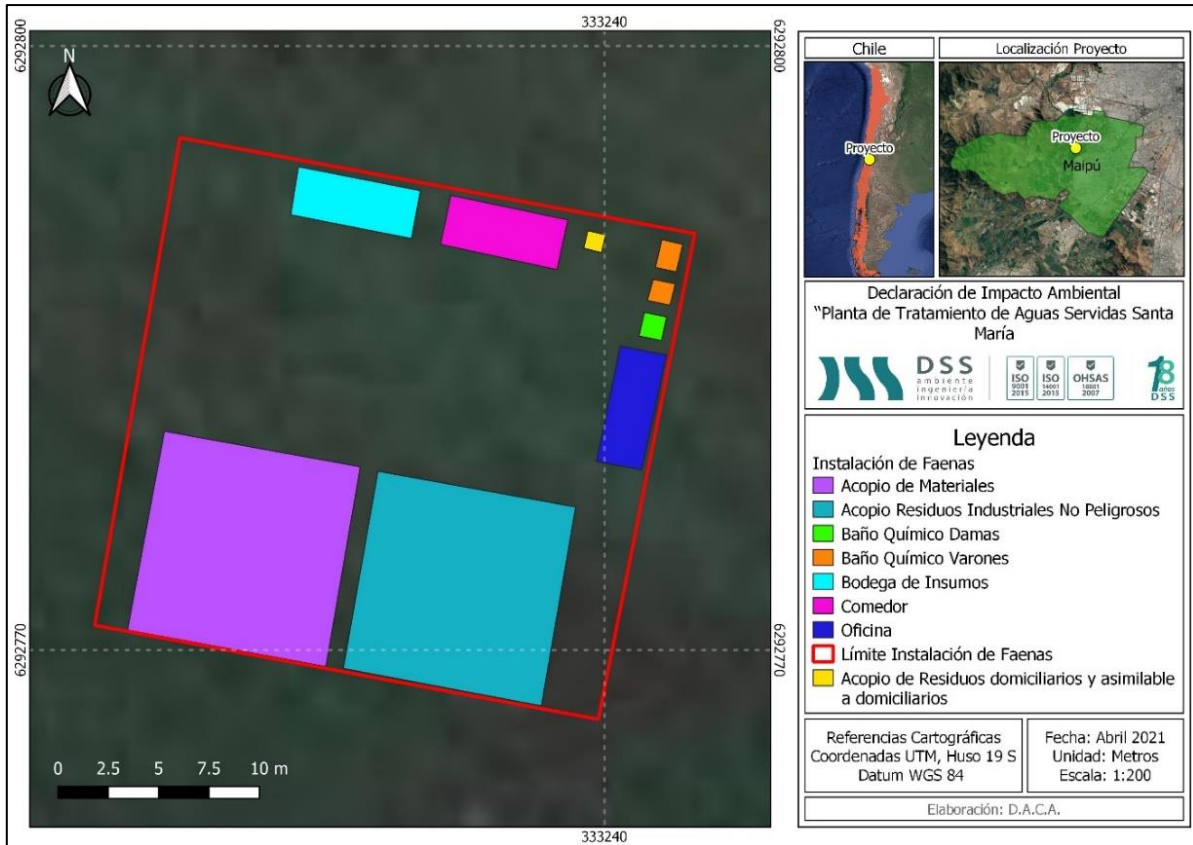 333240
6292800
6292800
N
6292770
6292770
0 2.5 5 7.5 10 m
333240
Chile
Proyecto
Localización Proyecto
Proyecto
Maipú
Declaración de Impacto Ambiental
“Planta de Tratamiento de Aguas Servidas Santa
María
DSS
ambiente
ingeniería
innovación
ISO
9001
2015
ISO
14001
2015
OHSAS
18001
2007
18
años
DSS
Leyenda
Instalación de Faenas
Acopio de Materiales
Acopio Residuos Industriales No Peligrosos
Baño Químico Damas
Baño Químico Varones
Bodega de Insumos
Comedor
Oficina
Límite Instalación de Faenas
Acopio de Residuos domiciliarios y asimilable
a domiciliarios
Referencias Cartográficas
Coordenadas UTM, Huso 19 S
Datum WGS 84
Fecha: Abril 2021
Unidad: Metros
Escala: 1:200
Elaboración: D.A.C.A.